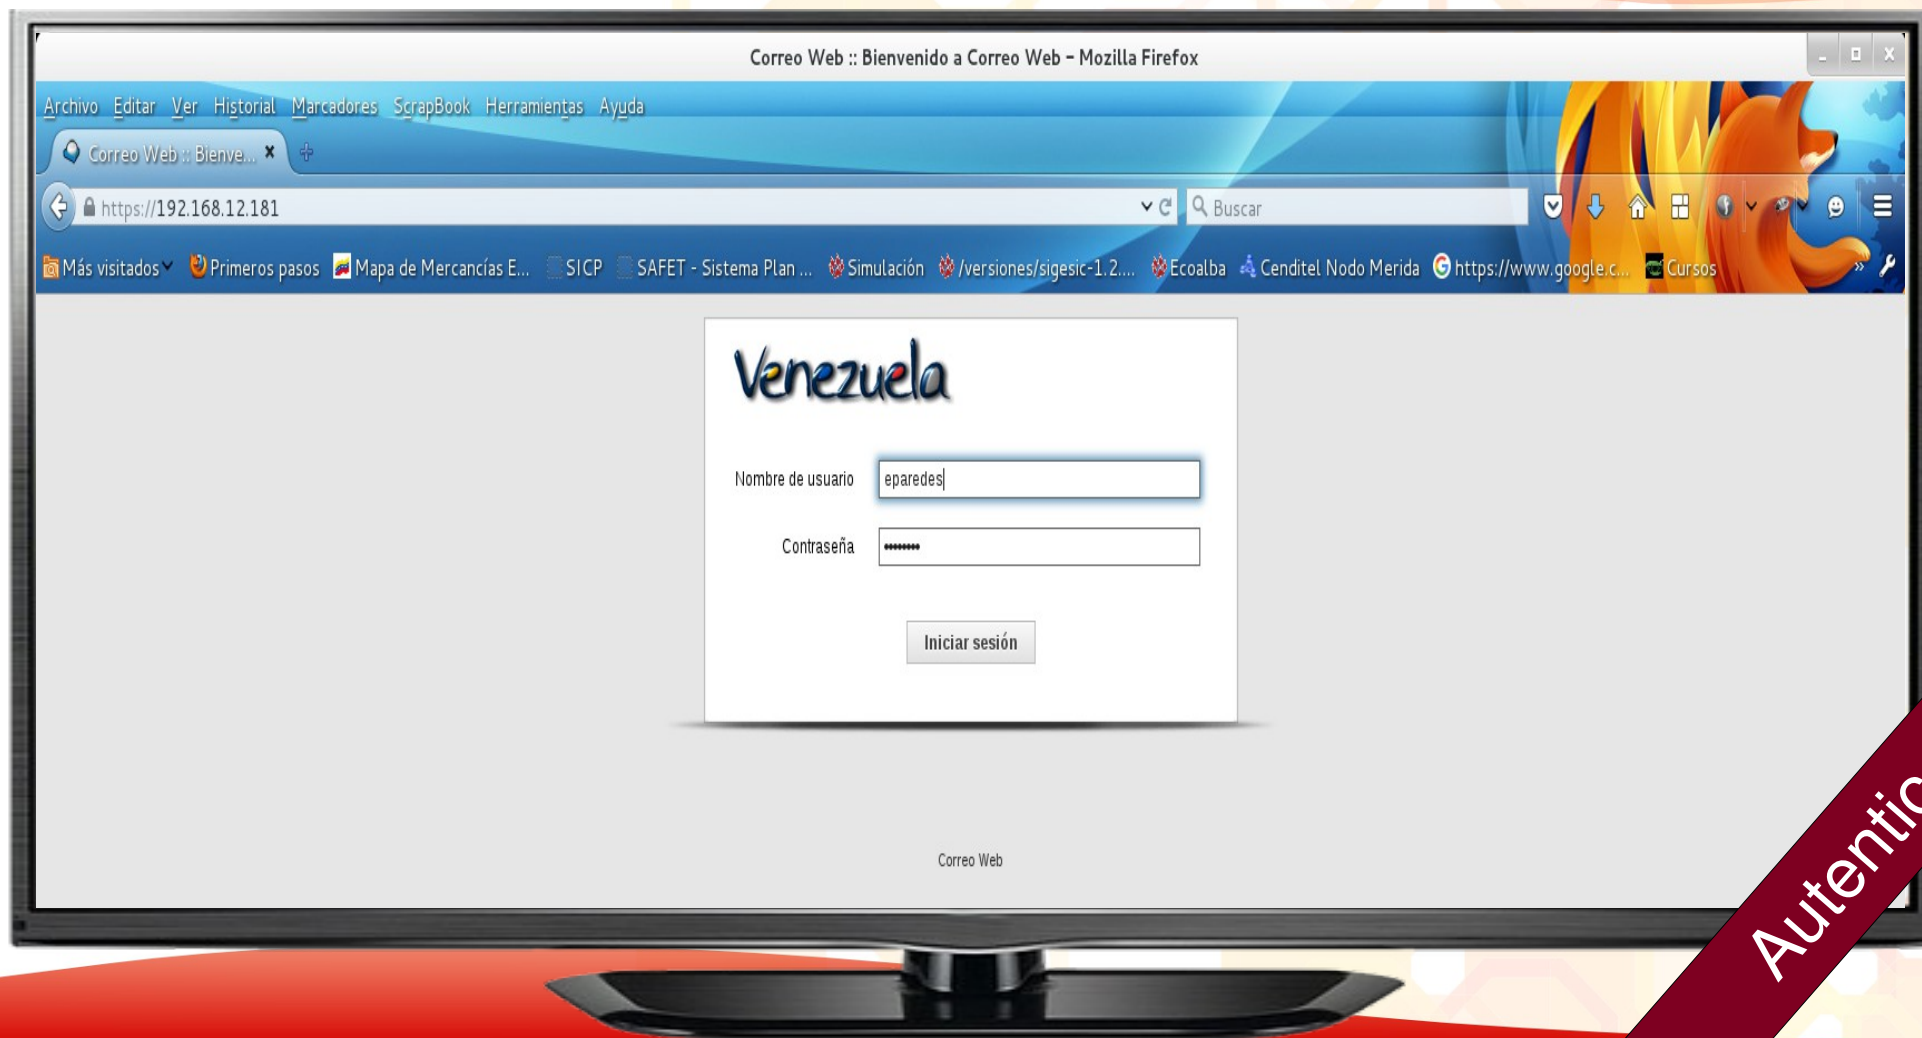 Correo Web :: Bienvenido a Correo Web - Mozilla Firefox
Archivo Editar Ver Historial Marcadores ScrapBook Herramientas Ayuda
Correo Web :: Bienve...
https://192.168.12.181
Buscar
Más visitados Primeros pasos Mapa de Mercancías E... SICP SAFET - Sistema Plan ... Simulación /versiones/sigesic-1.2.... Ecoalba Cenditel Nodo Merida https://www.google.c... Cursos »
Venezuela
Nombre de usuario eparedes
Contraseña ••••••••
Iniciar sesión
Correo Web
Autentic